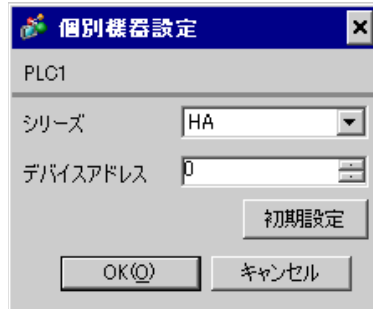 個別機器設定
PLC1
シリーズ HA
デバイスアドレス 0
初期設定
OK(O) キャンセル